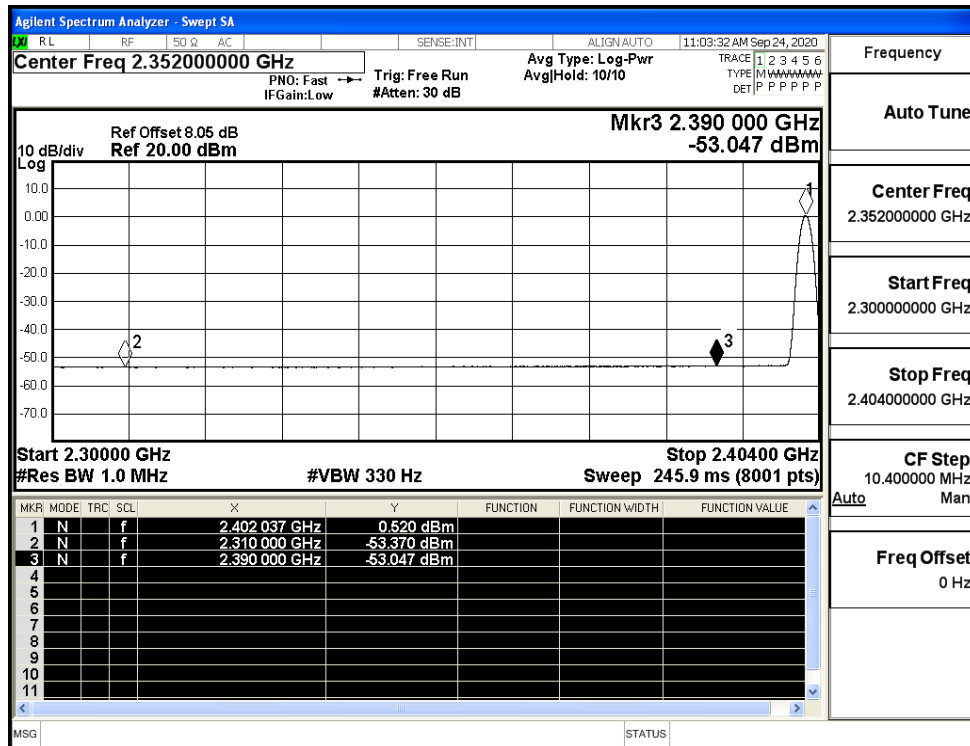 Agilent Spectrum Analyzer - Swept SA
LXI RL RF 50 Ω AC SENSE:INT ALIGN AUTO 11:03:32 AM Sep 24, 2020
Center Freq 2.352000000 GHz
PNO: Fast
IFGain:Low
Trig: Free Run
#Atten: 30 dB
Avg Type: Log-Pwr
Avg|Hold: 10/10
TRACE 1 2 3 4 5 6
TYPE M W W W W W
DET P P P P P P
Mkr3 2.390 000 GHz
-53.047 dBm
Ref Offset 8.05 dB
10 dB/div Ref 20.00 dBm
Log
10.0
0.00
-10.0
-20.0
-30.0
-40.0
-50.0
-60.0
-70.0
1
2
3
Start 2.30000 GHz Stop 2.40400 GHz
#Res BW 1.0 MHz #VBW 330 Hz Sweep 245.9 ms (8001 pts)
MKR MODE TRC SCL X Y FUNCTION FUNCTION WIDTH FUNCTION VALUE
1 N f 2.402 037 GHz 0.520 dBm
2 N f 2.310 000 GHz -53.370 dBm
3 N f 2.390 000 GHz -53.047 dBm
4
5
6
7
8
9
10
11
MSG STATUS
Frequency
Auto Tune
Center Freq
2.352000000 GHz
Start Freq
2.300000000 GHz
Stop Freq
2.404000000 GHz
CF Step
10.400000 MHz
Auto Man
Freq Offset
0 Hz